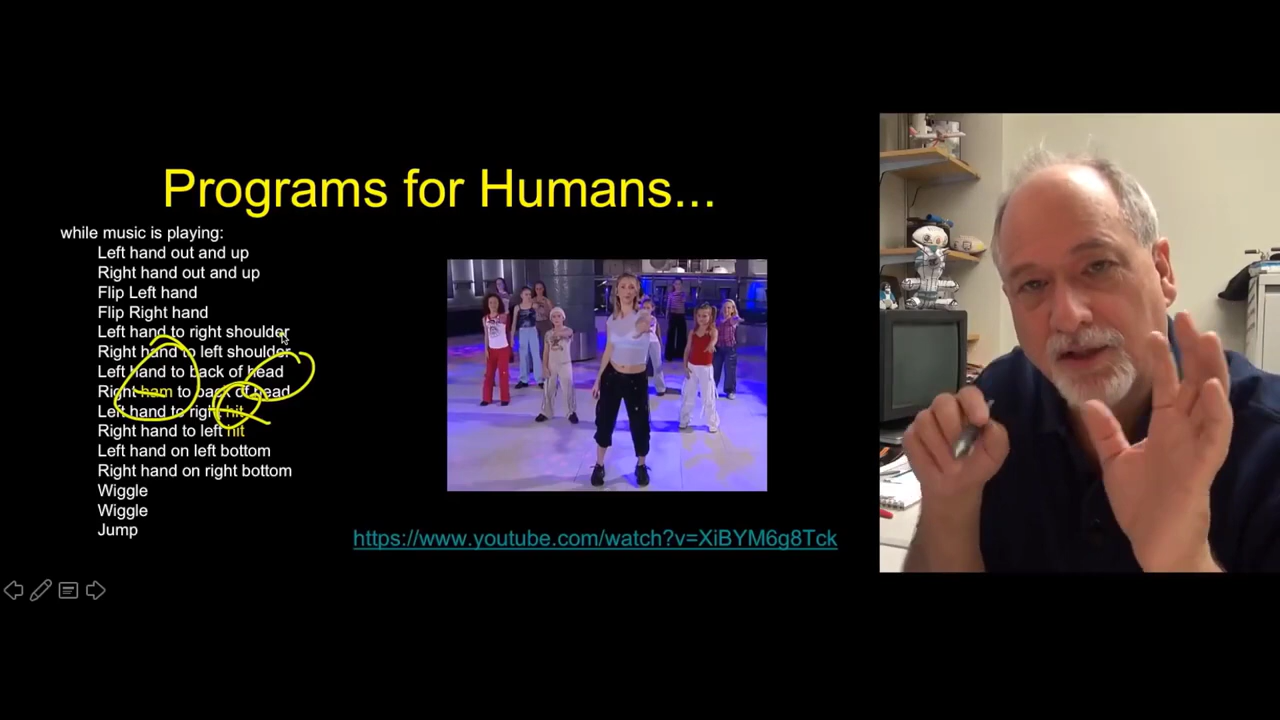 Programs for Humans...
while music is playing:
Left hand out and up
Right hand out and up
Flip Left hand
Flip Right hand
Left hand to right shoulder
Right hand to left shoulder
Left hand to back of head
Right ham to back of head
Left hand to right hit
Right hand to left hit
Left hand on left bottom
Right hand on right bottom
Wiggle
Wiggle
Jump
https://www.youtube.com/watch?v=XiBYM6g8Tck